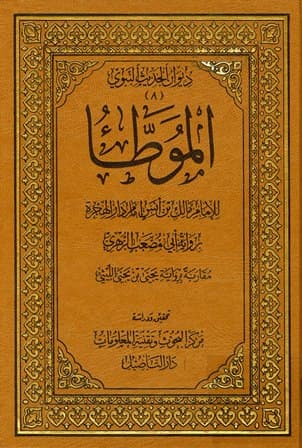 ديوان الحديث النبوي
(٨)
الموطأ
للإمام مالك بن أنس إمام دار الهجرة
برواية أبي مصعب الزهري
مقارنة برواية يحيى بن يحيى الليثي
تحقيق ودراسة
مركز البحوث وتقنية المعلومات
دار التأصيل